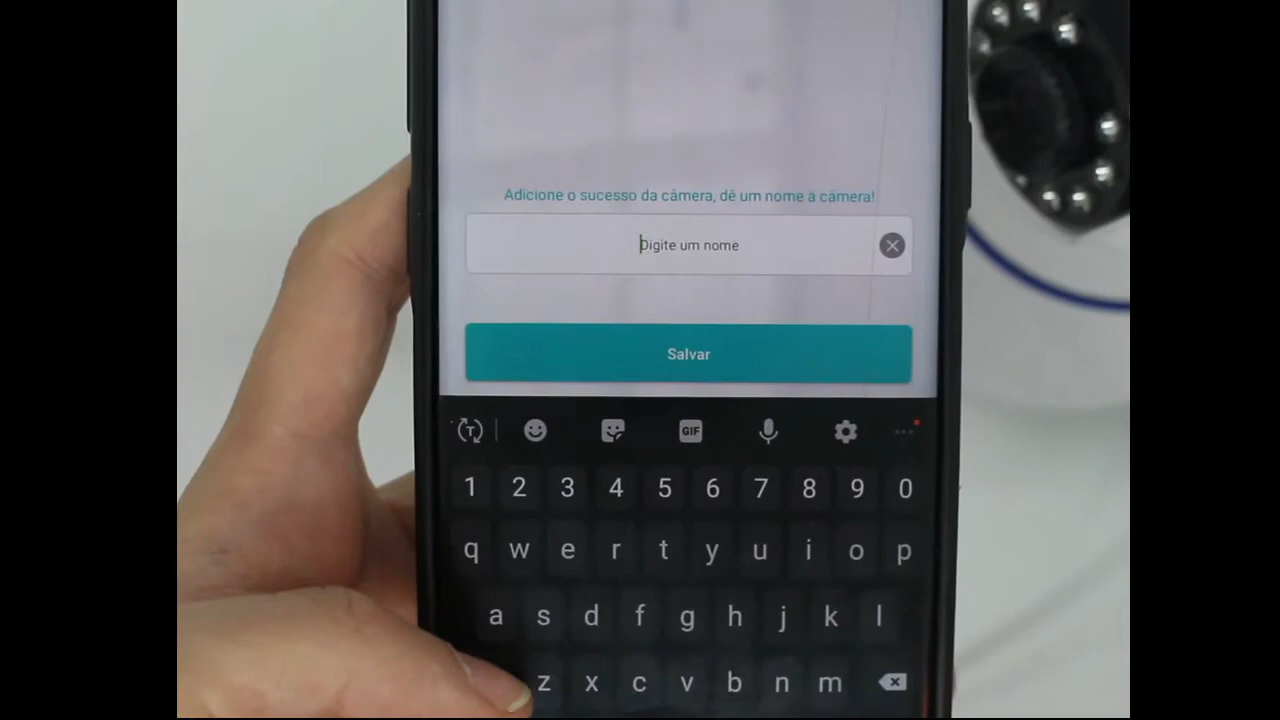 Adicione o sucesso da câmera, dê um nome a câmera!
Digite um nome
Salvar
T GIF
1 2 3 4 5 6 7 8 9 0
q w e r t y u i o p
a s d f g h j k l
z x c v b n m